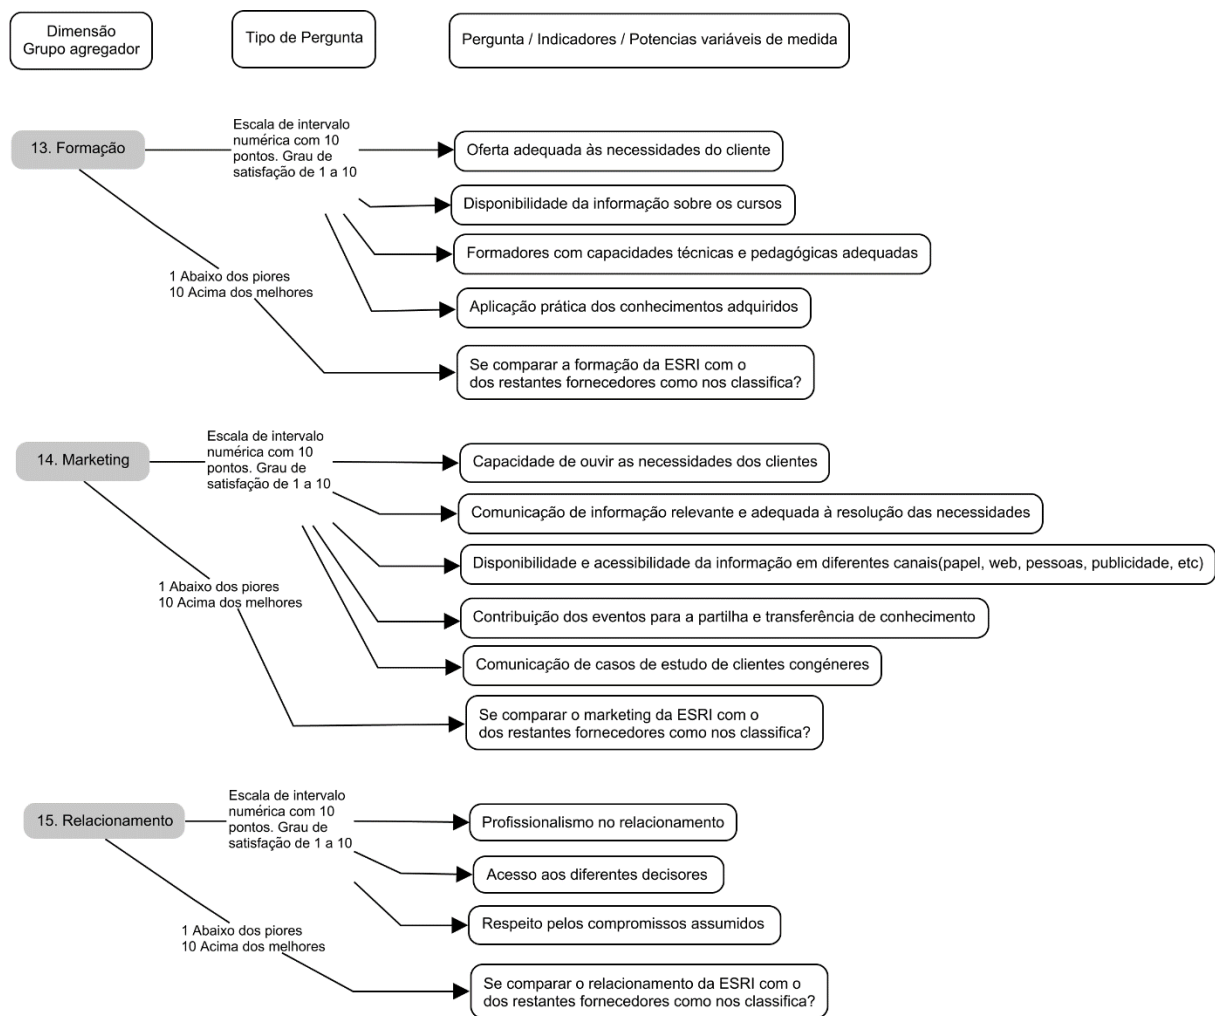 Dimensão
Grupo agregador
Tipo de Pergunta
Pergunta / Indicadores / Potencias variáveis de medida
13. Formação
Escala de intervalo
numérica com 10
pontos. Grau de
satisfação de 1 a 10
Oferta adequada às necessidades do cliente
Disponibilidade da informação sobre os cursos
Formadores com capacidades técnicas e pedagógicas adequadas
1 Abaixo dos piores
10 Acima dos melhores
Aplicação prática dos conhecimentos adquiridos
Se comparar a formação da ESRI com o
dos restantes fornecedores como nos classifica?
14. Marketing
Escala de intervalo
numérica com 10
pontos. Grau de
satisfação de 1 a 10
Capacidade de ouvir as necessidades dos clientes
Comunicação de informação relevante e adequada à resolução das necessidades
Disponibilidade e acessibilidade da informação em diferentes canais(papel, web, pessoas, publicidade, etc)
1 Abaixo dos piores
10 Acima dos melhores
Contribuição dos eventos para a partilha e transferência de conhecimento
Comunicação de casos de estudo de clientes congéneres
Se comparar o marketing da ESRI com o
dos restantes fornecedores como nos classifica?
15. Relacionamento
Escala de intervalo
numérica com 10
pontos. Grau de
satisfação de 1 a 10
Profissionalismo no relacionamento
Acesso aos diferentes decisores
Respeito pelos compromissos assumidos
1 Abaixo dos piores
10 Acima dos melhores
Se comparar o relacionamento da ESRI com o
dos restantes fornecedores como nos classifica?